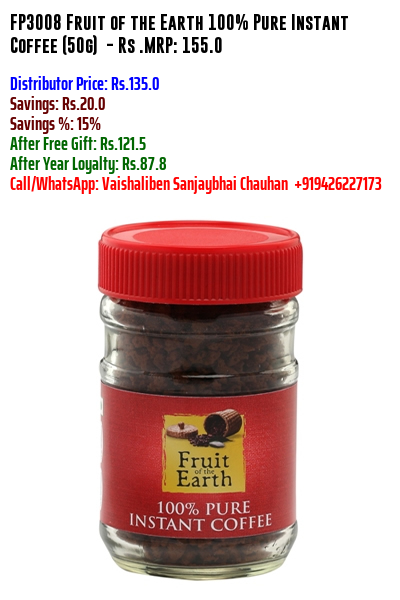 FP3008 Fruit of the Earth 100% Pure Instant
Coffee (50g) - Rs .MRP: 155.0
Distributor Price: Rs.135.0
Savings: Rs.20.0
Savings %: 15%
After Free Gift: Rs.121.5
After Year Loyalty: Rs.87.8
Call/WhatsApp: Vaishaliben Sanjaybhai Chauhan +919426227173
Fruit
of the
Earth
100% PURE
INSTANT COFFEE